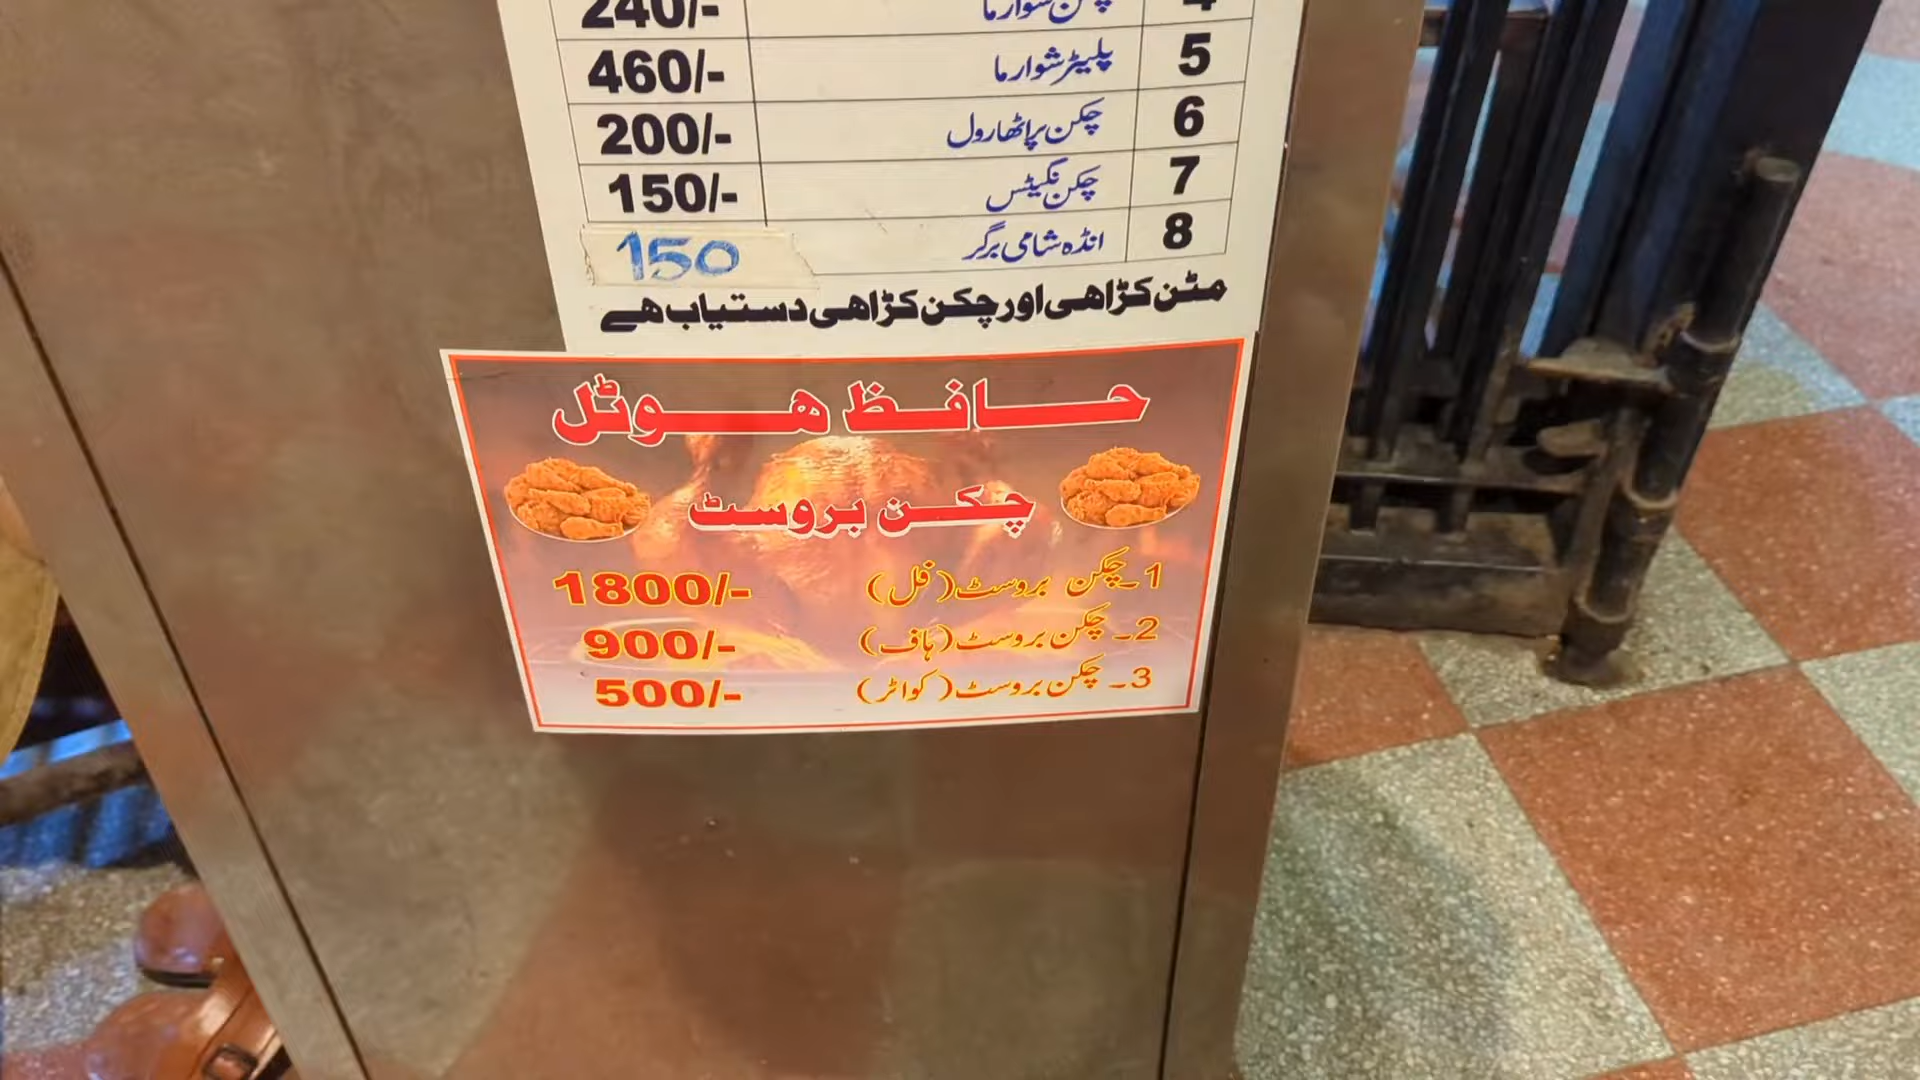 4 چکن شوارما 240/-
5 پلیٹر شوارما 460/-
6 چکن پراٹھا رول 200/-
7 چکن نگیٹس 150/-
8 انڈہ شامی برگر 150
مٹن کڑاھی اور چکن کڑاھی دستیاب ھے
حافظ ھوٹل
چکن بروسٹ
1۔ چکن بروسٹ (فل) 1800/-
2۔ چکن بروسٹ (ہاف) 900/-
3۔ چکن بروسٹ (کواٹر) 500/-